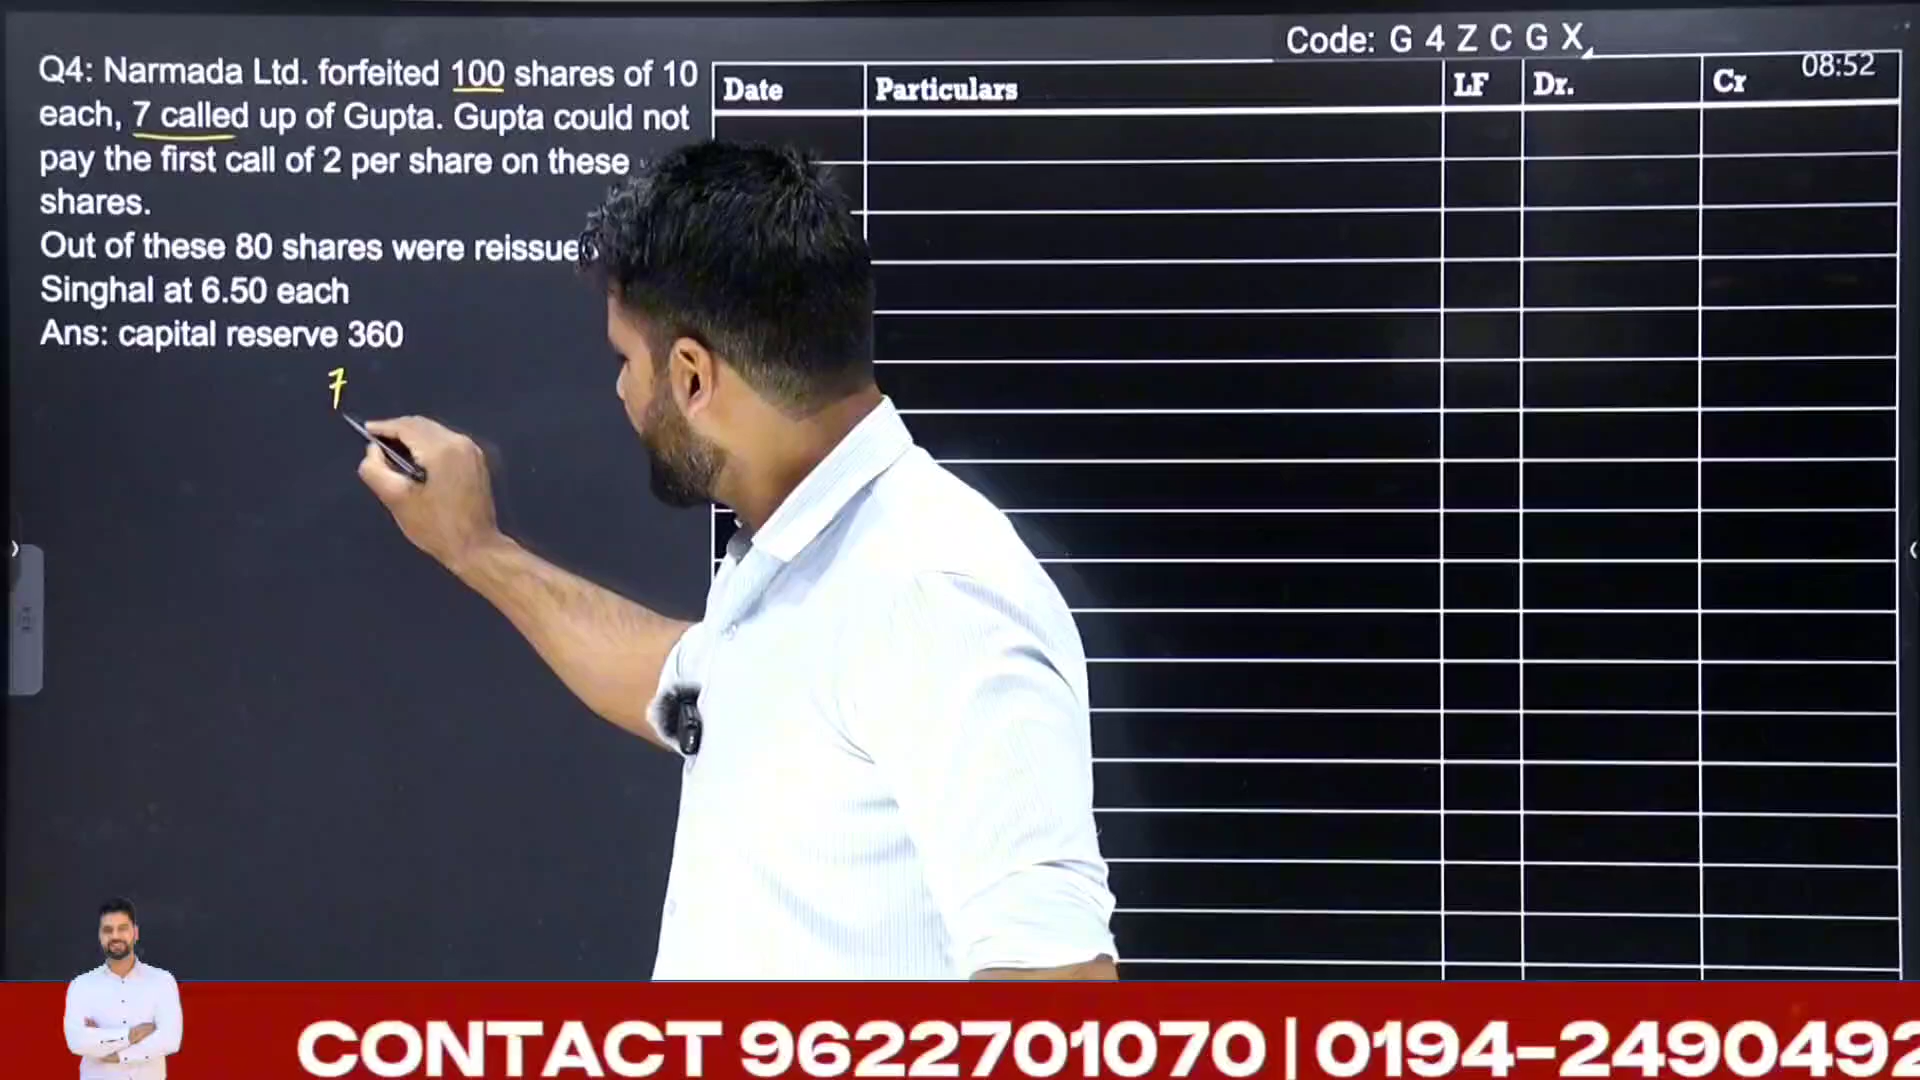 Code: G 4 Z C G X
08:52
Q4: Narmada Ltd. forfeited 100 shares of 10
each, 7 called up of Gupta. Gupta could not
pay the first call of 2 per share on these
shares.
Out of these 80 shares were reissue
Singhal at 6.50 each
Ans: capital reserve 360
7
Date Particulars LF Dr. Cr
CONTACT 9622701070 | 0194-2490492